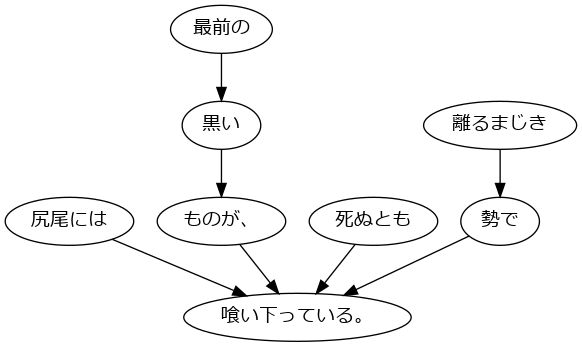 最前の
黒い
離るまじき
尻尾には
ものが、
死ぬとも
勢で
喰い下っている。